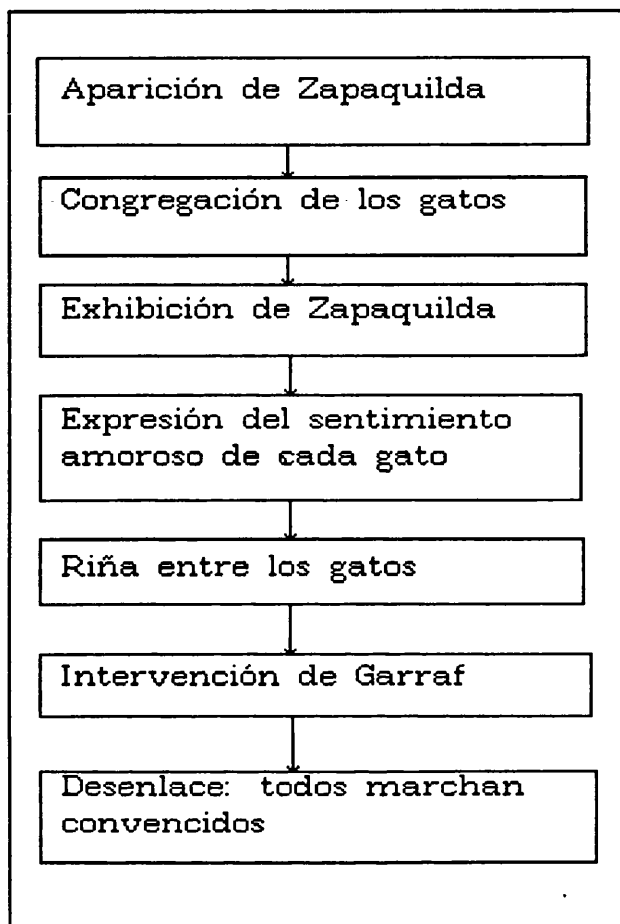 Aparición de Zapaquilda
Congregación de los gatos
Exhibición de Zapaquilda
Expresión del sentimiento
amoroso de cada gato
Riña entre los gatos
Intervención de Garraf
Desenlace: todos marchan
convencidos